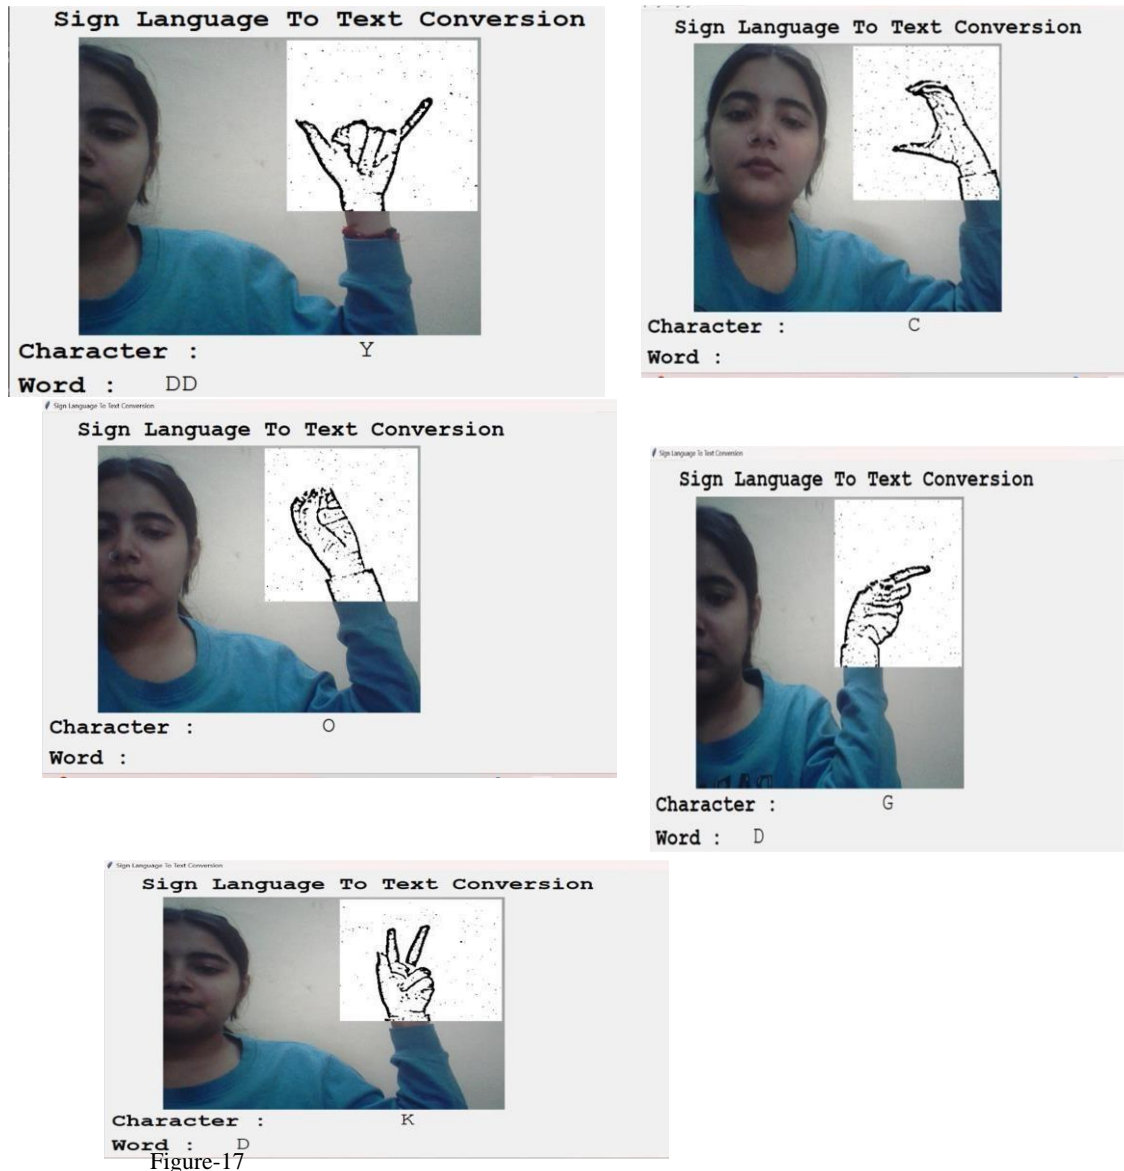 Sign Language To Text Conversion
Character : Y
Word : DD
Sign Language To Text Conversion
Character : C
Word :
Sign Language To Text Conversion
Sign Language To Text Conversion
Character : O
Word :
Sign Language To Text Conversion
Sign Language To Text Conversion
Character : G
Word : D
Sign Language To Text Conversion
Sign Language To Text Conversion
Character : K
Word : D
Figure-17